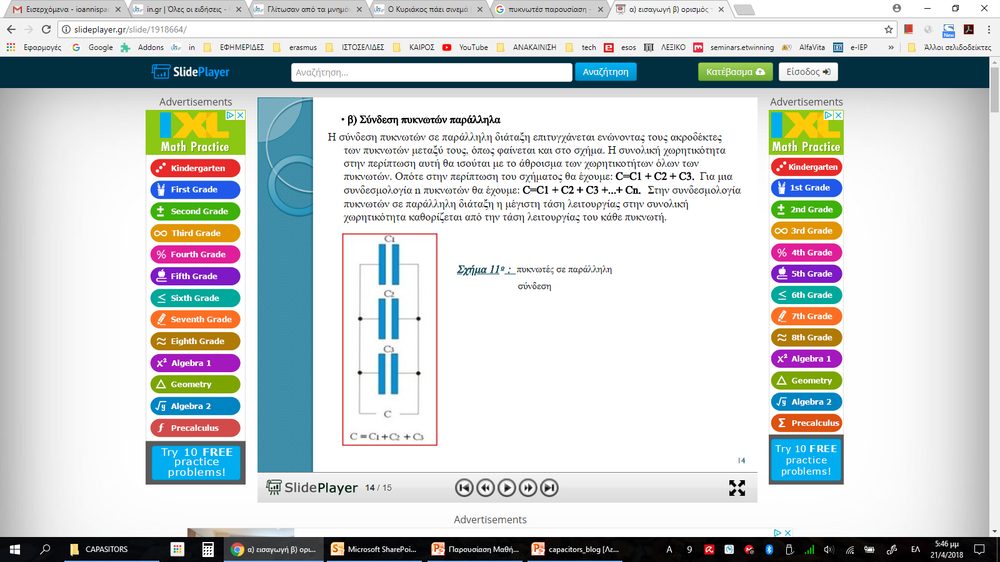 Εισερχόμενα - ioannispac
in.gr | Όλες οι ειδήσεις -
Γλίτωσαν από τα μνημόν
Ο Κυριάκος πάει σινεμά
πυκνωτές παρουσίαση -
α) εισαγωγή β) ορισμός τ
slideplayer.gr/slide/1918664/
Εφαρμογές Google Addons in ΕΦΗΜΕΡΙΔΕΣ erasmus ΙΣΤΟΣΕΛΙΔΕΣ ΚΑΙΡΟΣ YouTube ΑΝΑΚΑΙΝΙΣΗ tech esos ΛΕΞΙΚΟ seminars.etwinning AlfaVita e-IEP » Άλλοι σελιδοδείκτες
New
SlidePlayer
Αναζήτηση...
Αναζήτηση
Κατέβασμα
Είσοδος
Advertisements
IXL
Math Practice
Kindergarten
First Grade
Second Grade
Third Grade
Fourth Grade
Fifth Grade
Sixth Grade
Seventh Grade
Eighth Grade
Algebra 1
Geometry
Algebra 2
Precalculus
Try 10 FREE
practice
problems!
• β) Σύνδεση πυκνωτών παράλληλα
Η σύνδεση πυκνωτών σε παράλληλη διάταξη επιτυγχάνεται ενώνοντας τους ακροδέκτες
των πυκνωτών μεταξύ τους, όπως φαίνεται και στο σχήμα. Η συνολική χωρητικότητα
στην περίπτωση αυτή θα ισούται με το άθροισμα των χωρητικοτήτων όλων των
πυκνωτών. Οπότε στην περίπτωση του σχήματος θα έχουμε: C=C1 + C2 + C3. Για μια
συνδεσμολογία n πυκνωτών θα έχουμε: C=C1 + C2 + C3 +...+ Cn. Στην συνδεσμολογία
πυκνωτών σε παράλληλη διάταξη η μέγιστη τάση λειτουργίας στην συνολική
χωρητικότητα καθορίζεται από την τάση λειτουργίας του κάθε πυκνωτή.
C1
C2
C3
C
C = C1 + C2 + C3
Σχήμα 11ο : πυκνωτές σε παράλληλη
σύνδεση
14
SlidePlayer 14 / 15
Advertisements
IXL
Math Practice
Kindergarten
1st Grade
2nd Grade
3rd Grade
4th Grade
5th Grade
6th Grade
7th Grade
8th Grade
Algebra 1
Geometry
Algebra 2
Precalculus
Try 10 FREE
practice
problems!
Advertisements
CAPASITORS
α) εισαγωγή β) ορι...
Microsoft SharePoi...
Παρουσίαση Μαθή...
capacitors_blog [Λε...
ΕΛ
5:46 μμ
21/4/2018